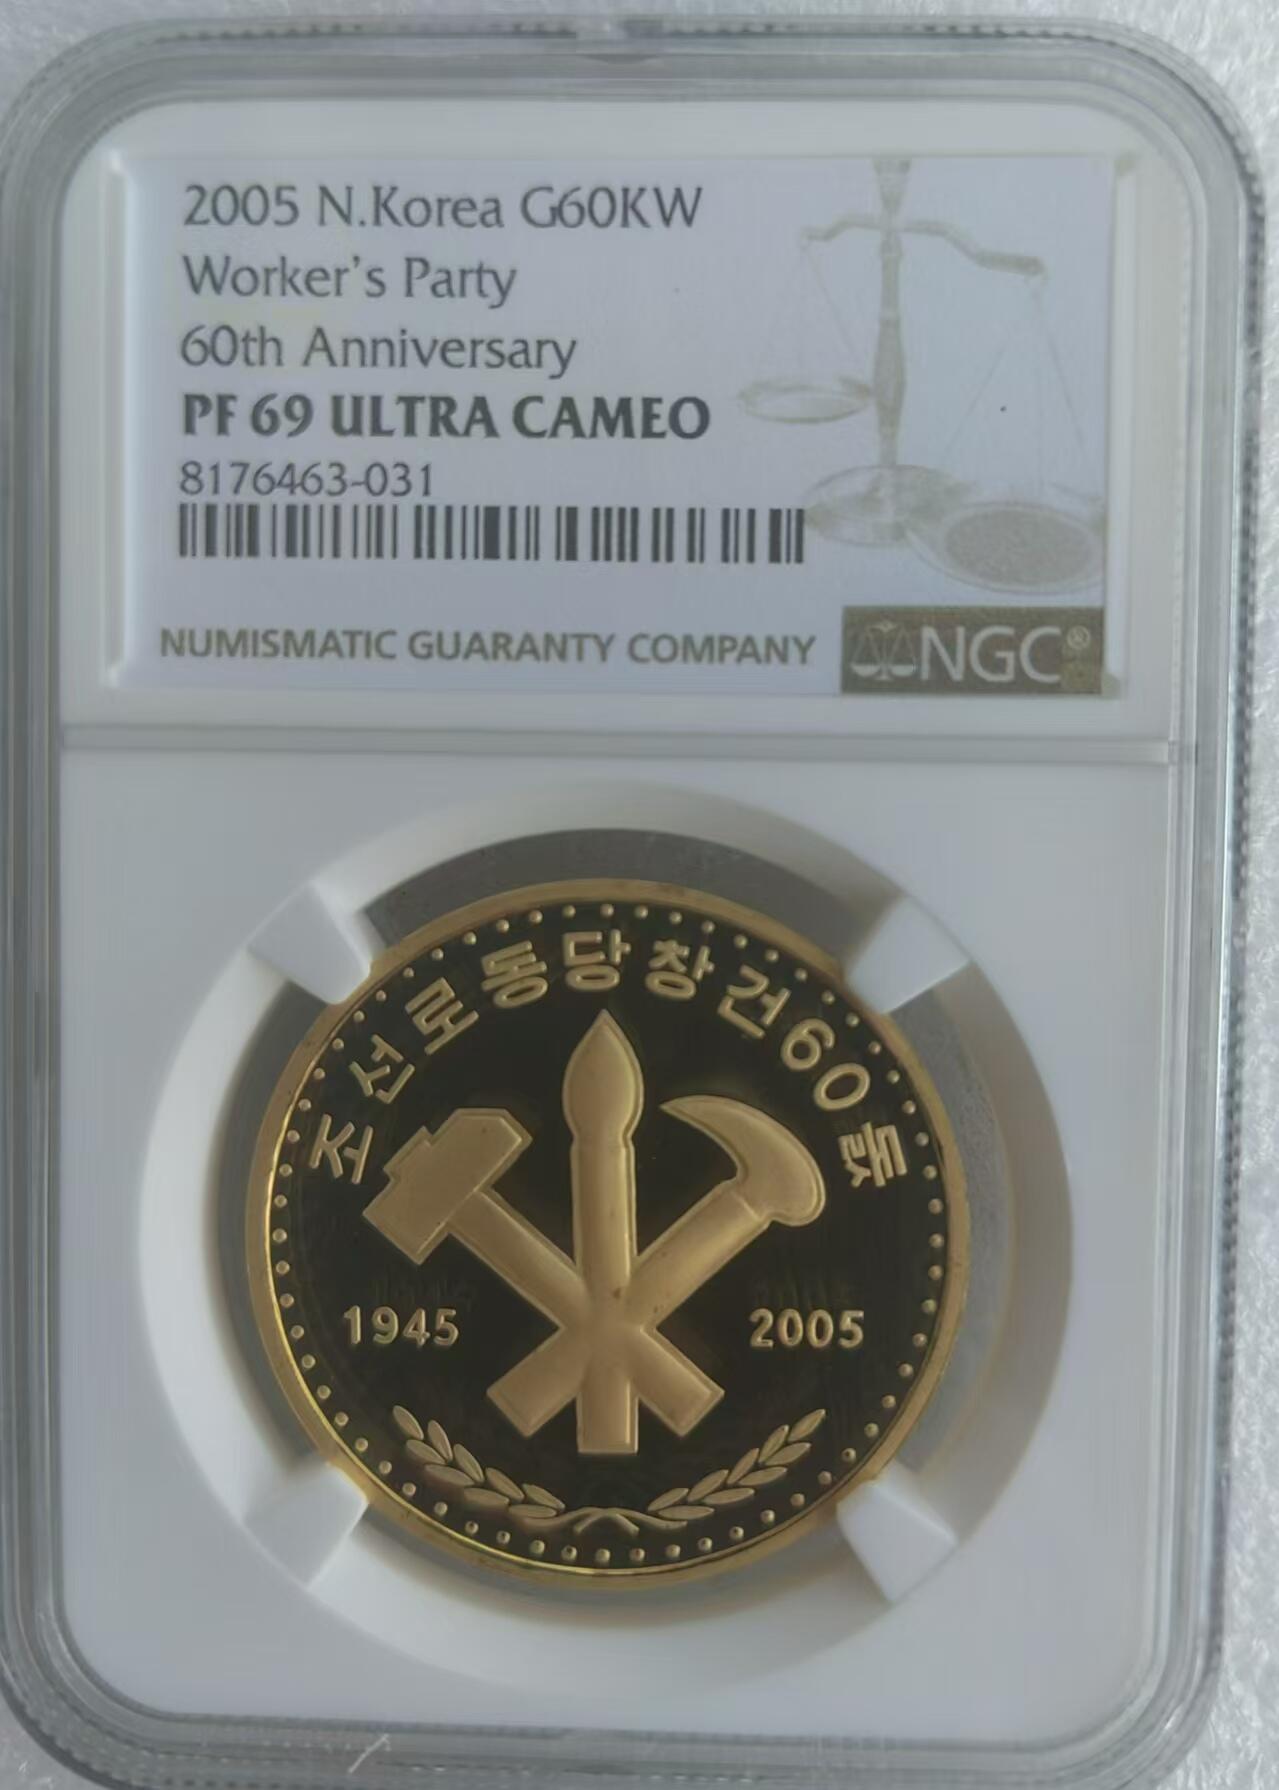 2005 N.Korea G60KW
Worker's Party
60th Anniversary
PF 69 ULTRA CAMEO
8176463-031
NUMISMATIC GUARANTY COMPANY
NGC®
조선로동당창건60돐
1945
2005